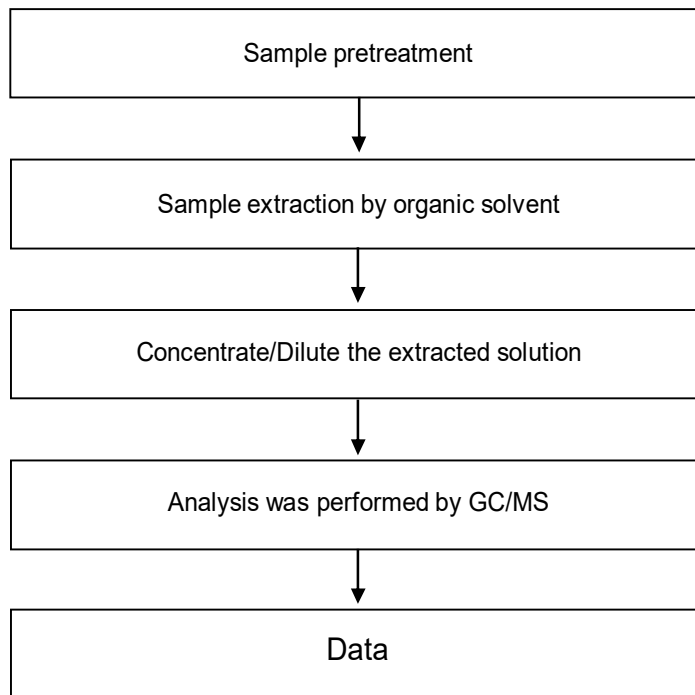 Sample pretreatment
Sample extraction by organic solvent
Concentrate/Dilute the extracted solution
Analysis was performed by GC/MS
Data